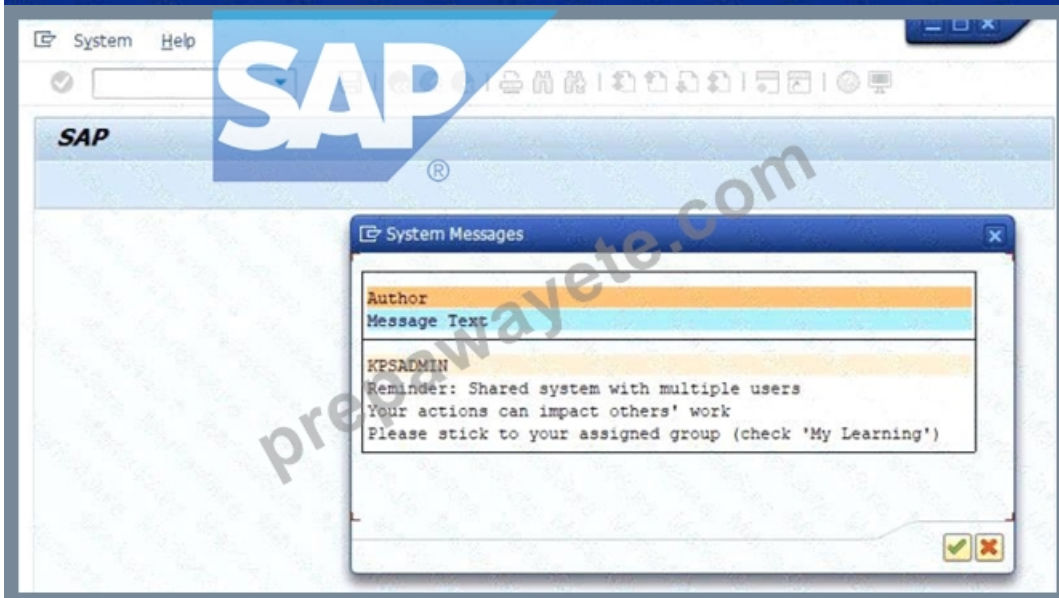 System Help
SAP
SAP
®
prepawayete.com
System Messages
Author
Message Text
KPSADMIN
Reminder: Shared system with multiple users
Your actions can impact others' work
Please stick to your assigned group (check 'My Learning')